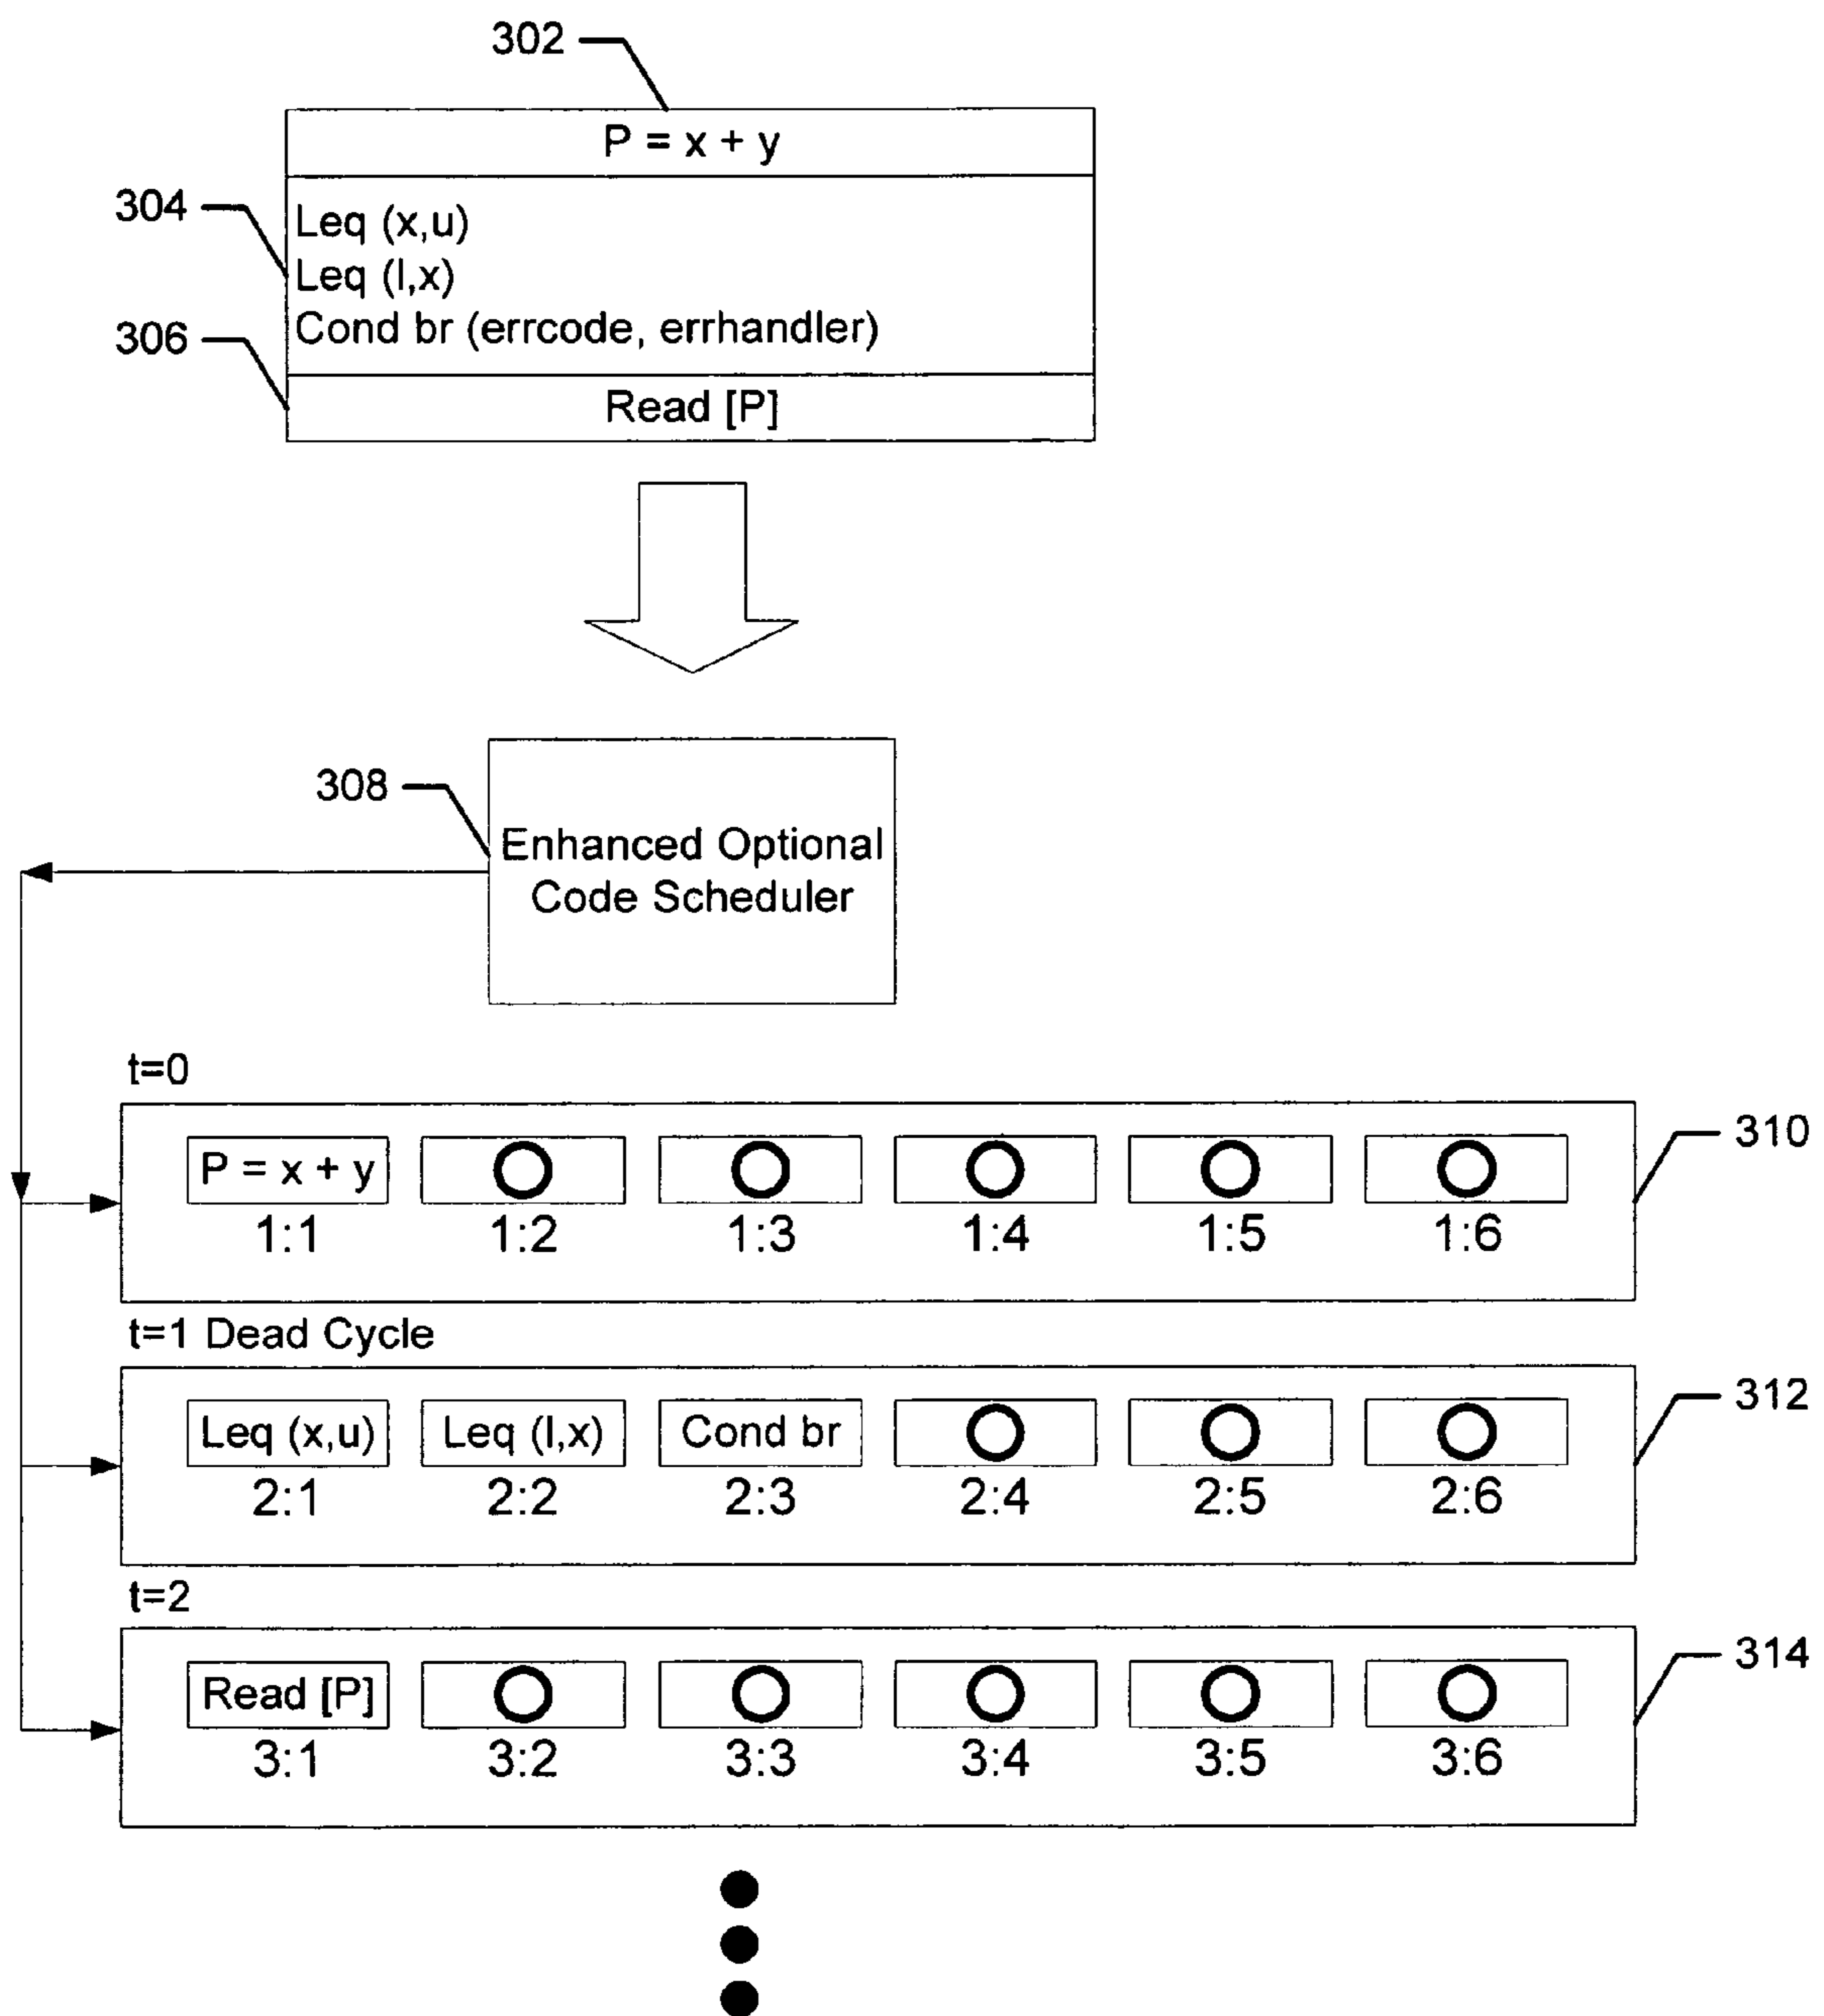 302
P = x + y
304
Leq (x,u)
Leq (l,x)
306
Cond br (errcode, errhandler)
Read [P]
308
Enhanced Optional
Code Scheduler
t=0
310
P = x + y
1:1 1:2 1:3 1:4 1:5 1:6
t=1 Dead Cycle
312
Leq (x,u) Leq (l,x) Cond br
2:1 2:2 2:3 2:4 2:5 2:6
t=2
314
Read [P]
3:1 3:2 3:3 3:4 3:5 3:6